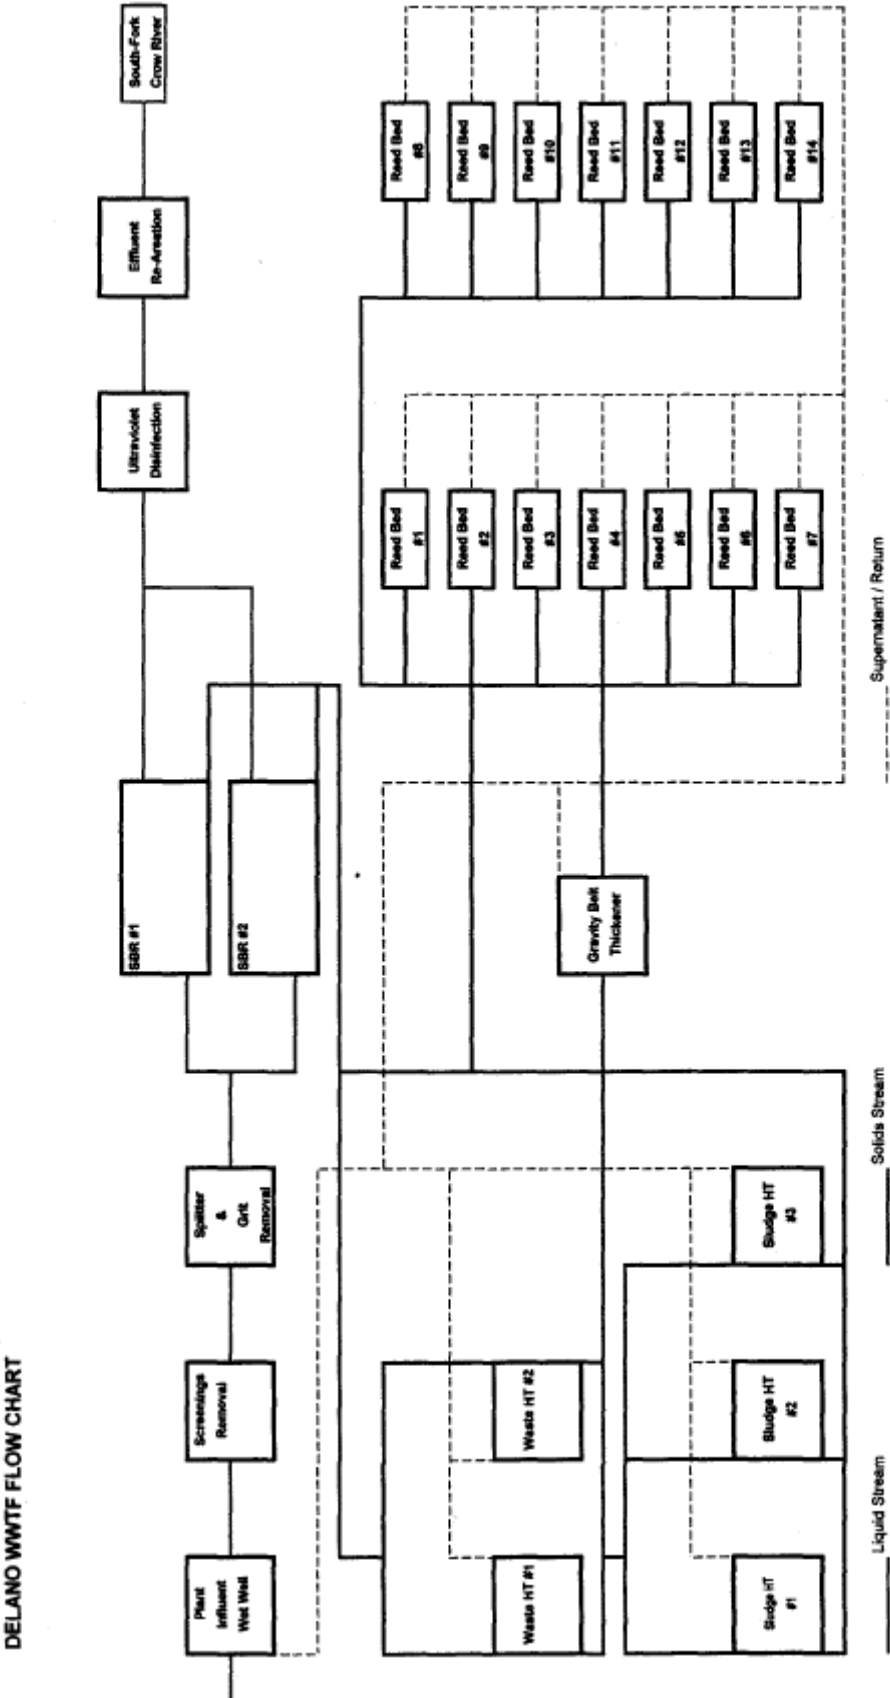 DELANO WWTF FLOW CHART
Plant
Influent
Wet Well
Screenings
Removal
Splitter
&
Grit
Removal
SBR #1
SBR #2
Ultraviolet
Disinfection
Effluent
Re-Areation
South-Fork
Crow River
Waste HT #1
Waste HT #2
Gravity Belt
Thickener
Sludge HT
#1
Sludge HT
#2
Sludge HT
#3
Reed Bed
#1
Reed Bed
#2
Reed Bed
#3
Reed Bed
#4
Reed Bed
#5
Reed Bed
#6
Reed Bed
#7
Reed Bed
#8
Reed Bed
#9
Reed Bed
#10
Reed Bed
#11
Reed Bed
#12
Reed Bed
#13
Reed Bed
#14
Liquid Stream
Solids Stream
Supernatant / Return